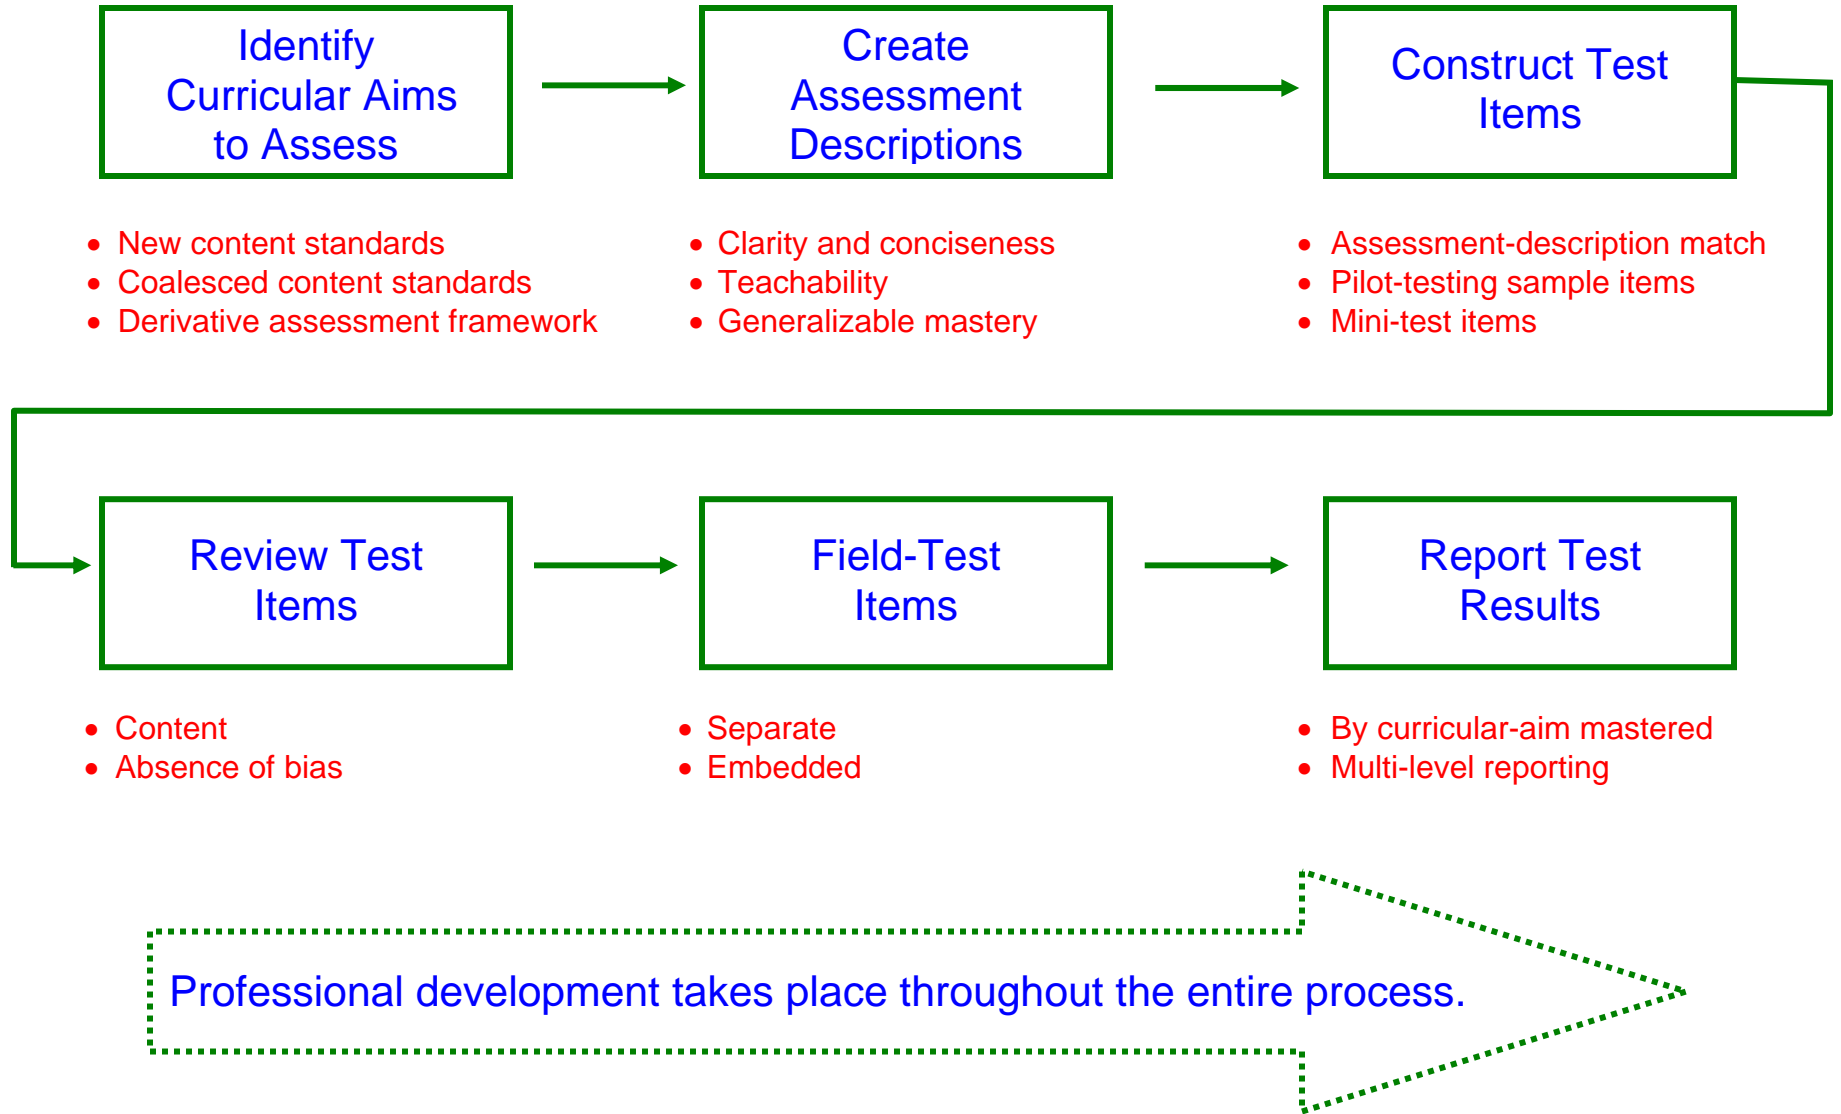 Identify
Curricular Aims
to Assess
Create
Assessment
Descriptions
Construct Test
Items
• New content standards
• Coalesced content standards
• Derivative assessment framework
• Clarity and conciseness
• Teachability
• Generalizable mastery
• Assessment-description match
• Pilot-testing sample items
• Mini-test items
Review Test
Items
Field-Test
Items
Report Test
Results
• Content
• Absence of bias
• Separate
• Embedded
• By curricular-aim mastered
• Multi-level reporting
Professional development takes place throughout the entire process.